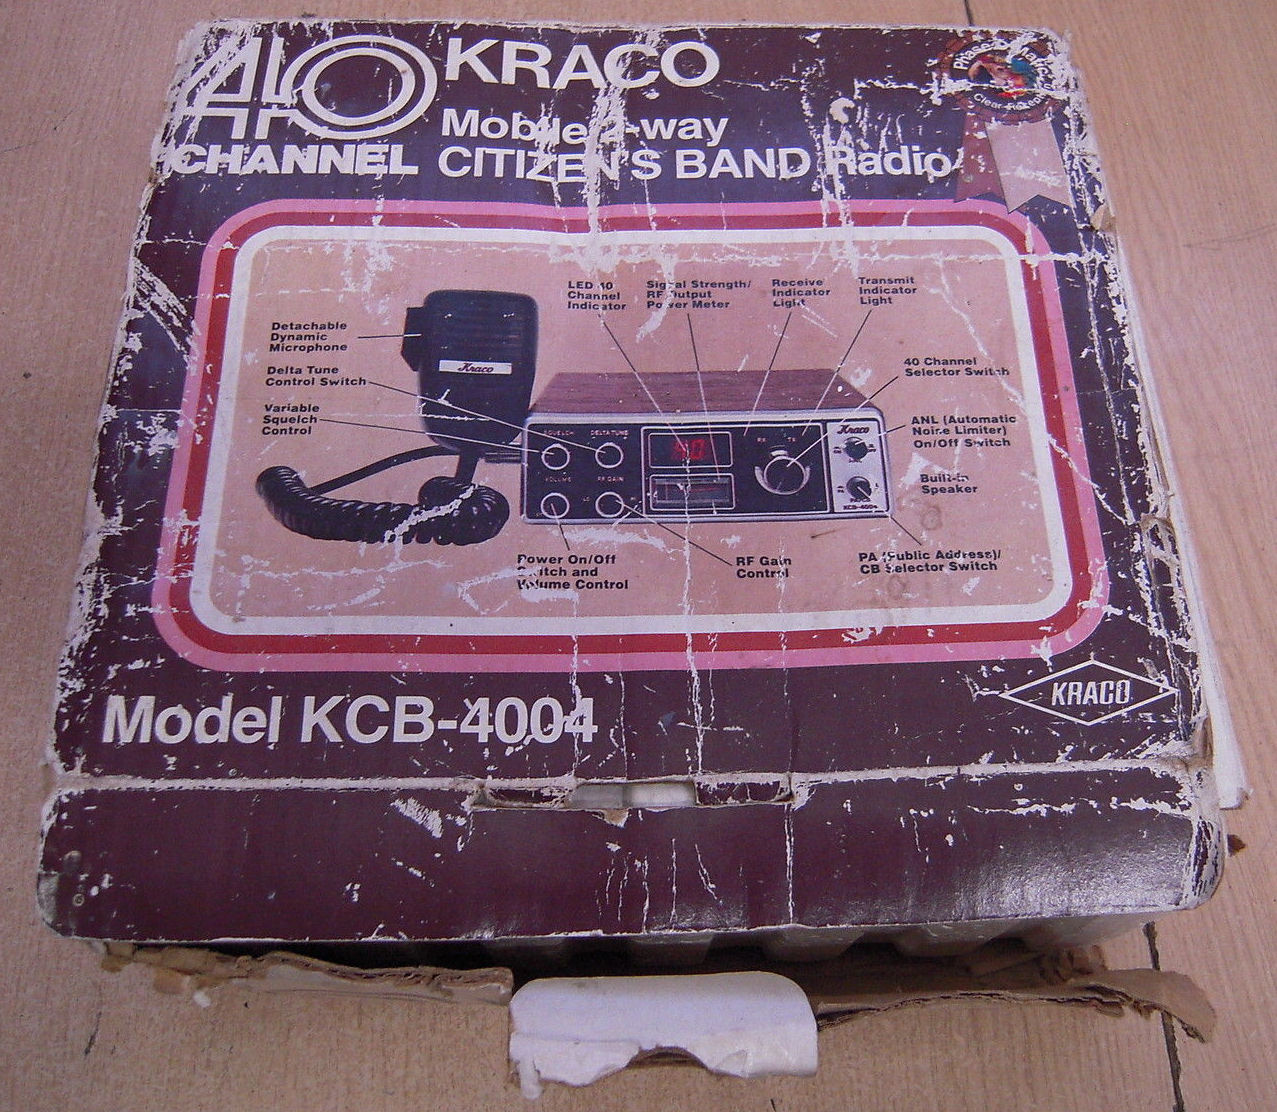 40
CHANNEL
KRACO
Mobile 2-way
CITIZENS BAND Radio
Detachable
Dynamic
Microphone
Delta Tune
Control Switch
Variable
Squelch
Control
LED 40
Channel
Indicator
Signal Strength/
RF Output
Power Meter
Receive
Indicator
Light
Transmit
Indicator
Light
40 Channel
Selector Switch
ANL (Automatic
Noise Limiter)
On/Off Switch
Built-in
Speaker
PA (Public Address)/
CB Selector Switch
RF Gain
Control
Power On/Off
Switch and
Volume Control
Kraco
SQUELCH
DELTA TUNE
VOLUME
RF GAIN
40
RX
TX
Kraco
KCB-4004
Model KCB-4004
KRACO